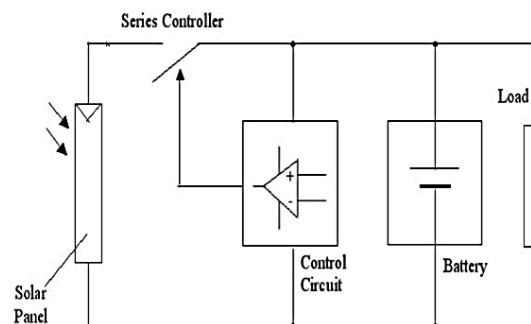 Series Controller
Load
+
-
Control
Circuit
Battery
Solar
Panel